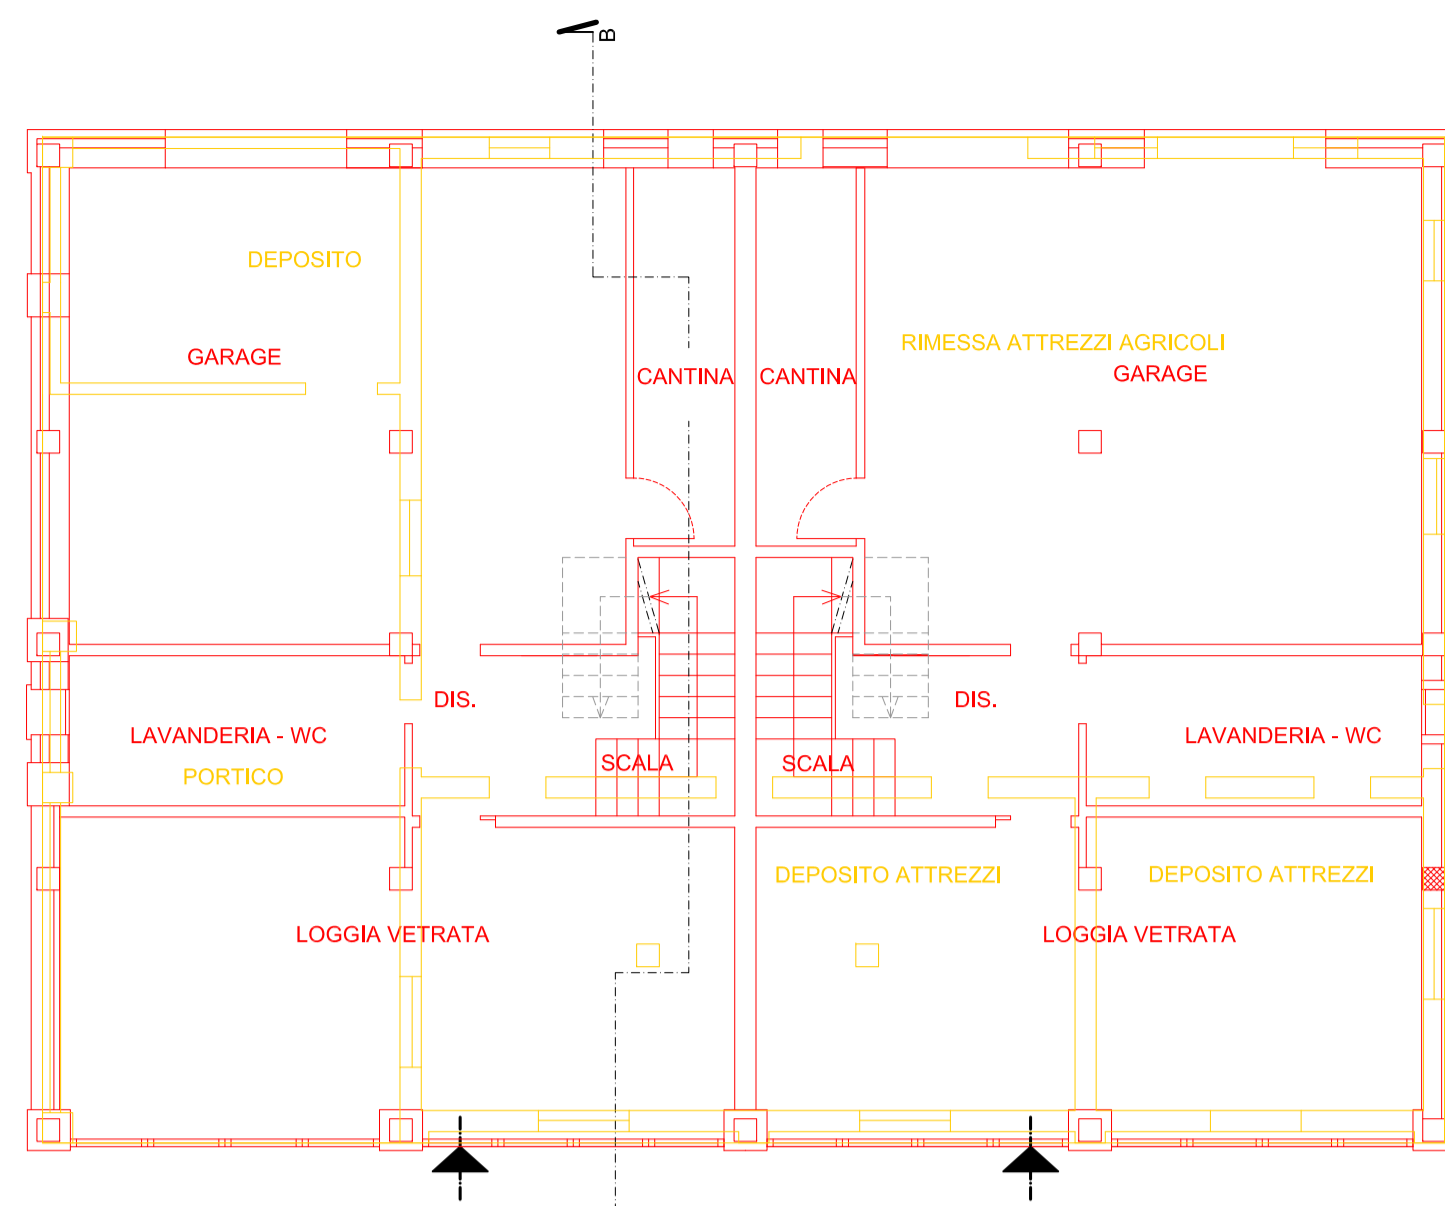 B
DEPOSITO
RIMESSA ATTREZZI AGRICOLI
GARAGE
CANTINA
CANTINA
GARAGE
DIS.
DIS.
LAVANDERIA - WC
LAVANDERIA - WC
SCALA
SCALA
PORTICO
DEPOSITO ATTREZZI
DEPOSITO ATTREZZI
LOGGIA VETRATA
LOGGIA VETRATA